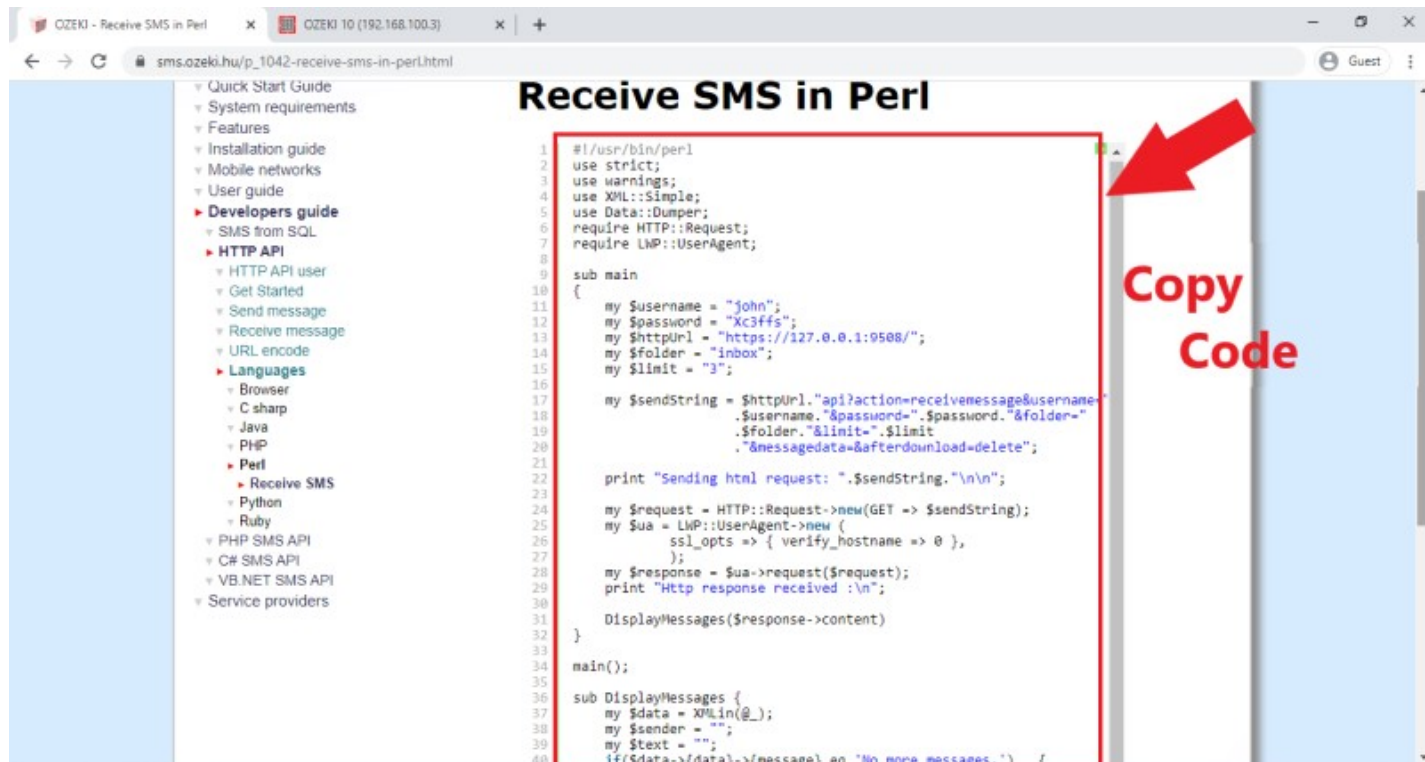 OZEKI - Receive SMS in Perl
OZEKI 10 (192.168.100.3)
sms.ozeki.hu/p_1042-receive-sms-in-perl.html
Guest
Quick Start Guide
System requirements
Features
Installation guide
Mobile networks
User guide
Developers guide
SMS from SQL
HTTP API
HTTP API user
Get Started
Send message
Receive message
URL encode
Languages
Browser
C sharp
Java
PHP
Perl
Receive SMS
Python
Ruby
PHP SMS API
C# SMS API
VB.NET SMS API
Service providers
Receive SMS in Perl
1 #!/usr/bin/perl
2 use strict;
3 use warnings;
4 use XML::Simple;
5 use Data::Dumper;
6 require HTTP::Request;
7 require LWP::UserAgent;
8
9 sub main
10 {
11 my $username = "john";
12 my $password = "Xc3ffs";
13 my $httpUrl = "https://127.0.0.1:9508/";
14 my $folder = "inbox";
15 my $limit = "3";
16
17 my $sendString = $httpUrl."api?action=receivemessage&username="
18 .$username."&password=".$password."&folder="
19 .$folder."&limit=".$limit
20 ."&messagedata=&afterdownload=delete";
21
22 print "Sending html request: ".$sendString."\n\n";
23
24 my $request = HTTP::Request->new(GET => $sendString);
25 my $ua = LWP::UserAgent->new (
26 ssl_opts => { verify_hostname => 0 },
27 );
28 my $response = $ua->request($request);
29 print "Http response received :\n";
30
31 DisplayMessages($response->content)
32 }
33
34 main();
35
36 sub DisplayMessages {
37 my $data = XMLin(@_);
38 my $sender = "";
39 my $text = "";
40 if($data->{data}->{message} eq 'No more messages.') {
Copy
Code